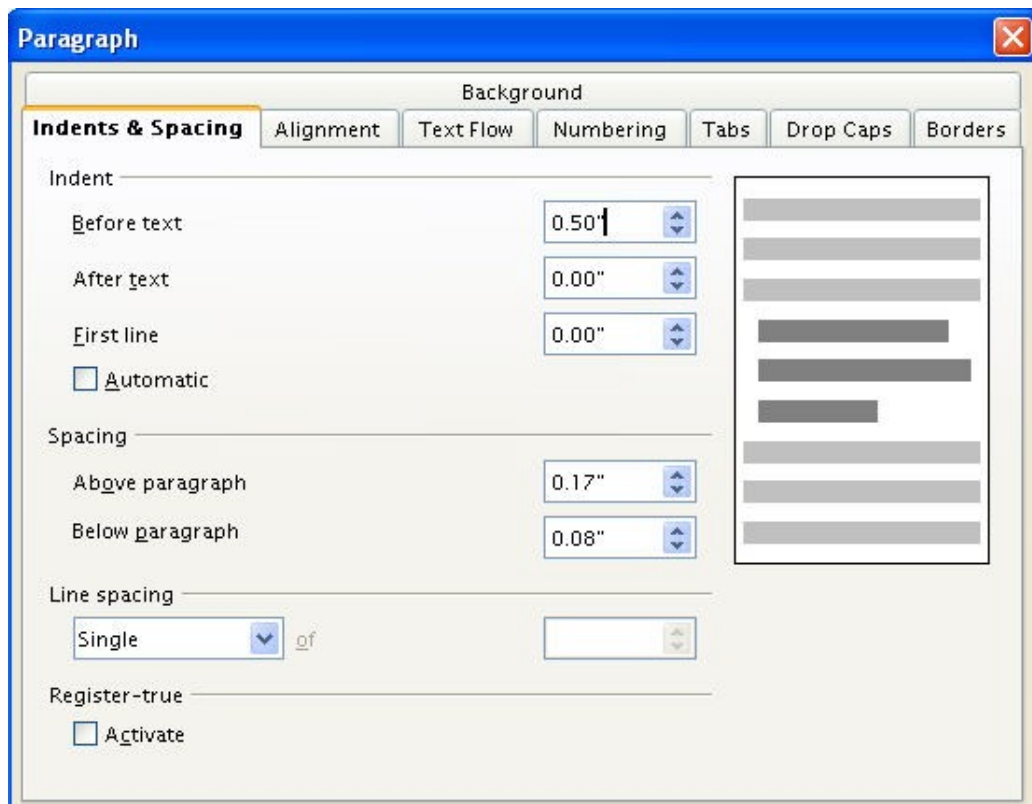 Paragraph
Background
Indents & Spacing Alignment Text Flow Numbering Tabs Drop Caps Borders
Indent
Before text 0.50"
After text 0.00"
First line 0.00"
Automatic
Spacing
Above paragraph 0.17"
Below paragraph 0.08"
Line spacing
Single of
Register-true
Activate